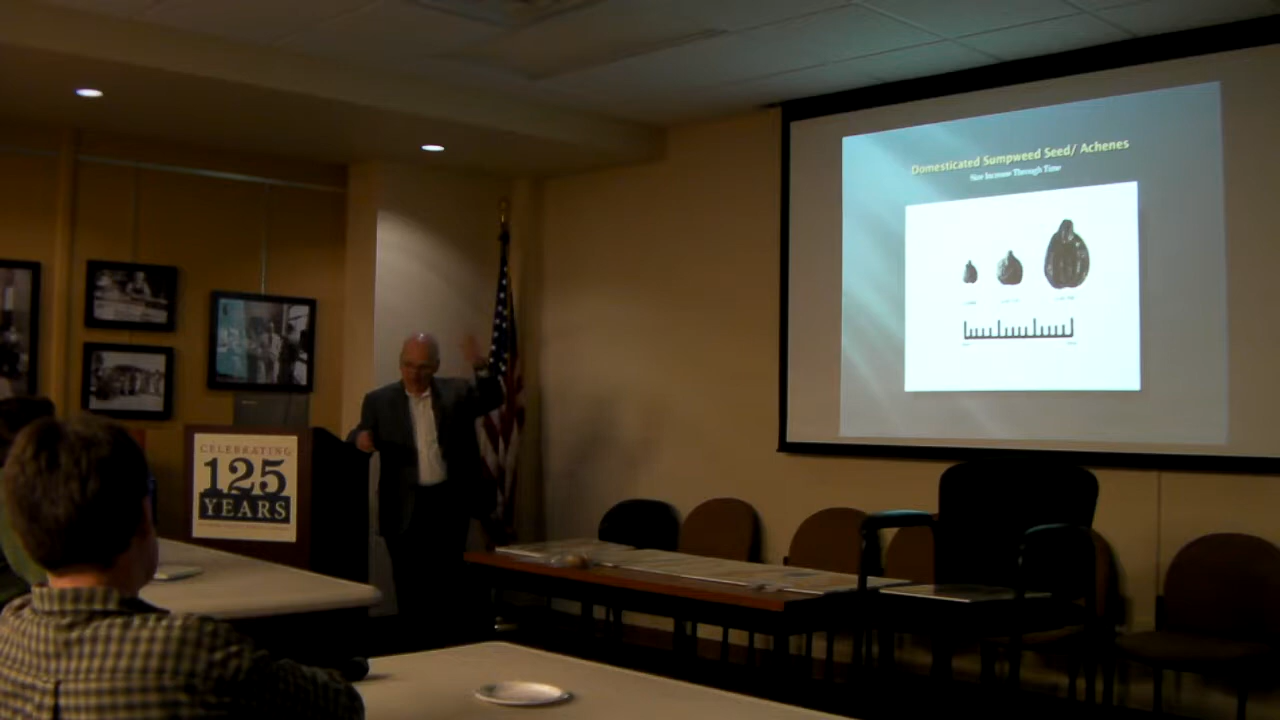 Domesticated Sumpweed Seed/ Achenes
Size Increase Through Time
CELEBRATING
125
YEARS